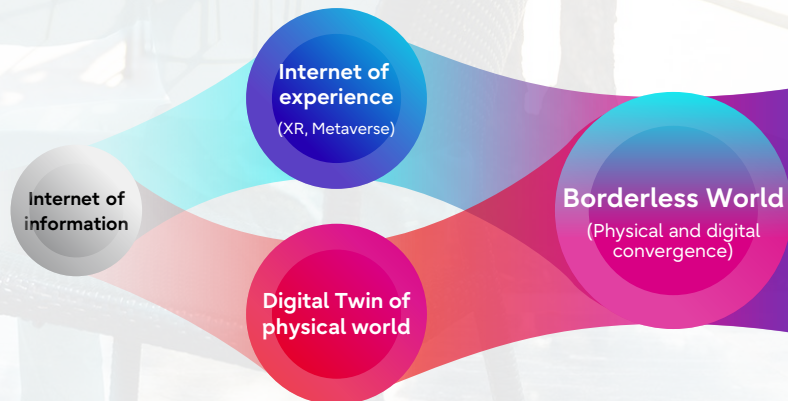 Internet of
experience
(XR, Metaverse)
Internet of
information
Borderless World
(Physical and digital
convergence)
Digital Twin of
physical world